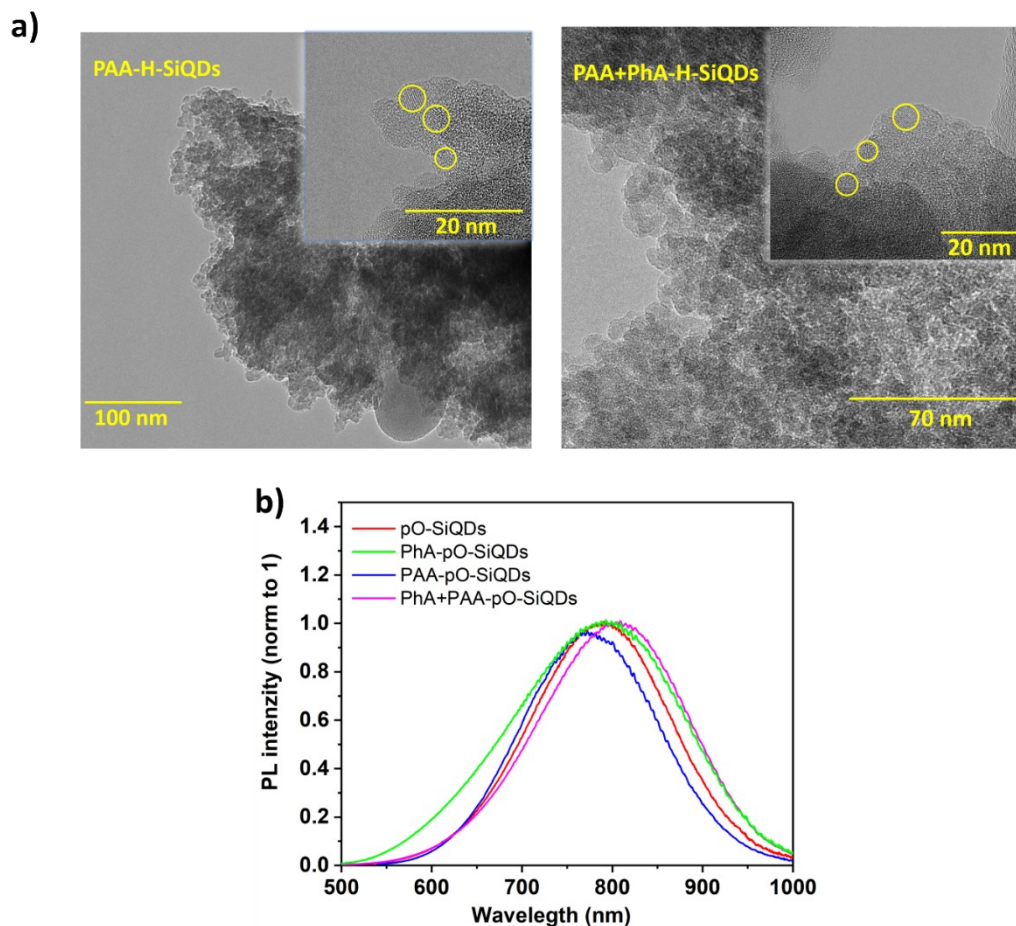 a)
PAA-H-SiQDs
20 nm
100 nm
PAA+PhA-H-SiQDs
20 nm
70 nm
b)
pO-SiQDs
PhA-pO-SiQDs
PAA-pO-SiQDs
PhA+PAA-pO-SiQDs
PL intenzity (norm to 1)
1.4
1.2
1.0
0.8
0.6
0.4
0.2
0.0
500 600 700 800 900 1000
Wavelegth (nm)